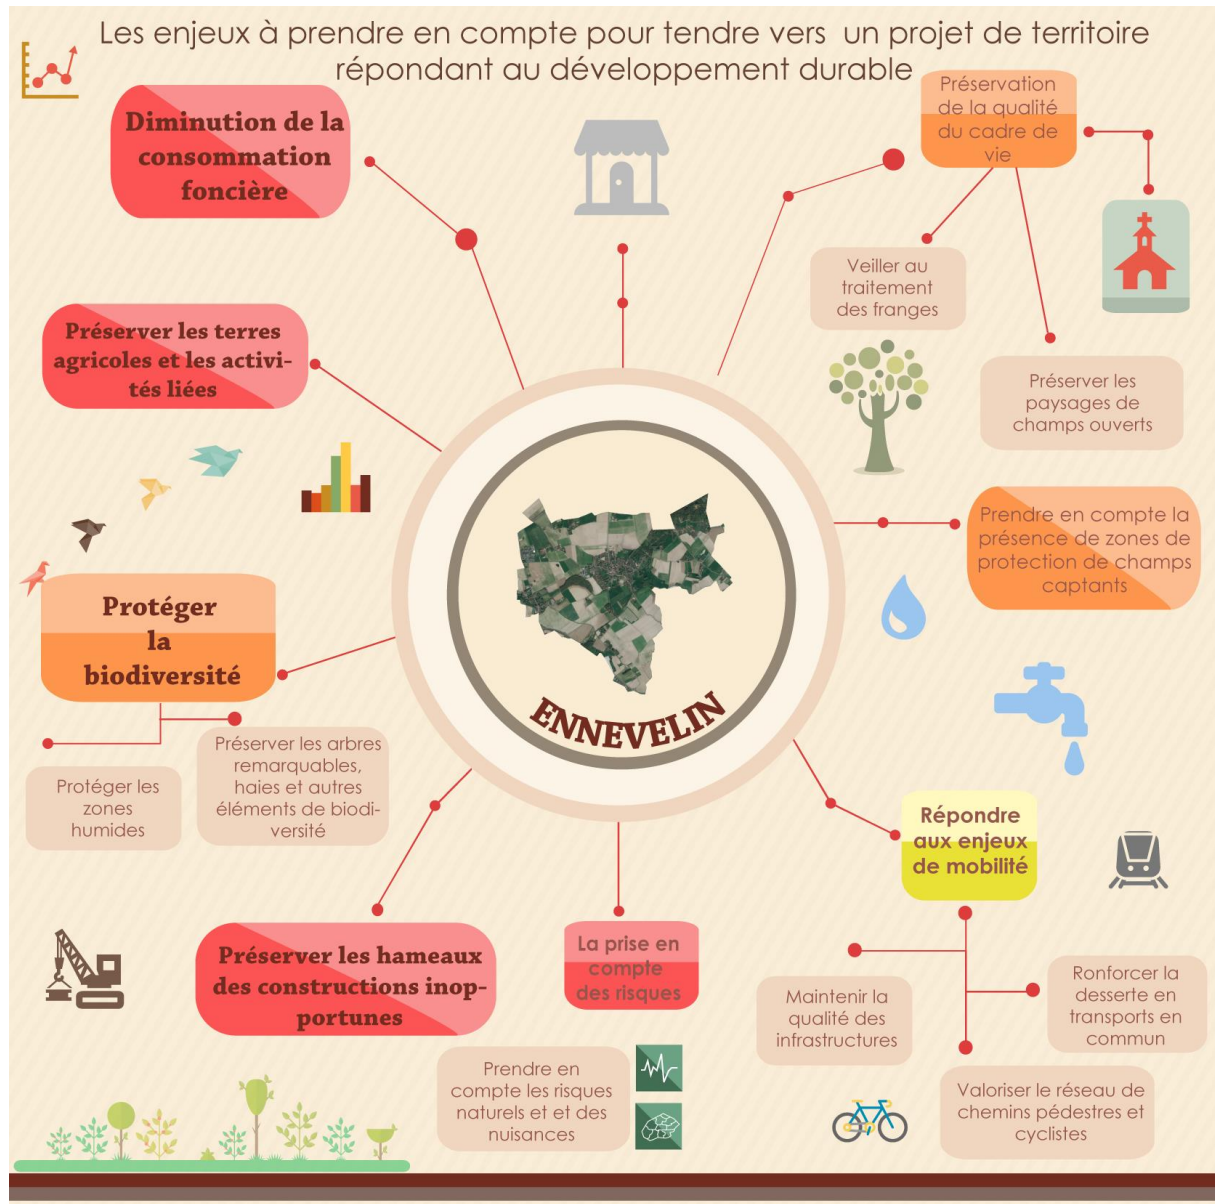 Les enjeux à prendre en compte pour tendre vers un projet de territoire
répondant au développement durable
Diminution de la
consommation
foncière
Préservation
de la qualité
du cadre de
vie
Veiller au
traitement
des franges
Préserver les
paysages de
champs ouverts
Préserver les terres
agricoles et les activi-
tés liées
Prendre en compte la
présence de zones de
protection de champs
captants
Protéger
la
biodiversité
ENNEVELIN
Protéger les
zones
humides
Préserver les arbres
remarquables,
haies et autres
éléments de biodi-
versité
Répondre
aux enjeux
de mobilité
Préserver les hameaux
des constructions inop-
portunes
La prise en
compte
des risques
Maintenir la
qualité des
infrastructures
Ronforcer la
desserte en
transports en
commun
Prendre en
compte les risques
naturels et et des
nuisances
Valoriser le réseau de
chemins pédestres et
cyclistes